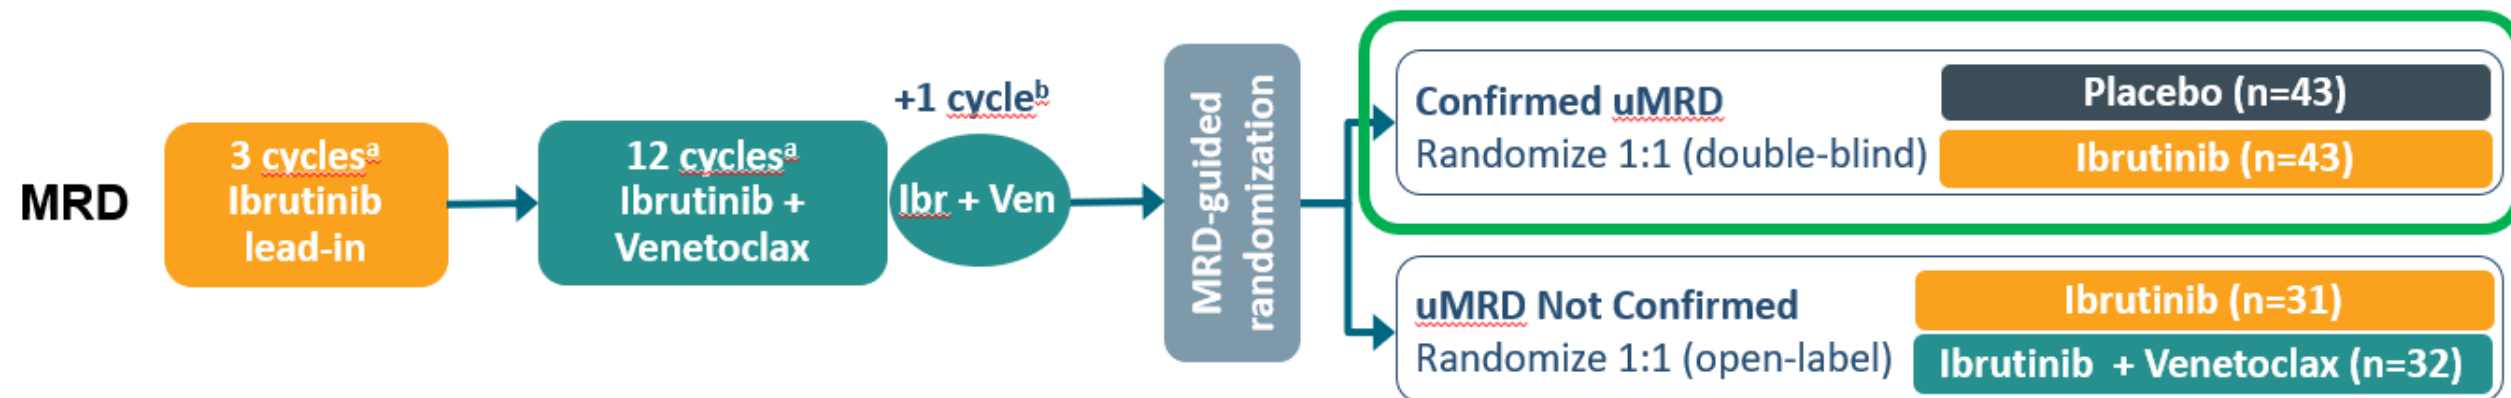 MRD
3 cyclesᵃ
Ibrutinib
lead-in
12 cyclesᵃ
Ibrutinib +
Venetoclax
+1 cycleᵇ
Ibr + Ven
MRD-guided
randomization
Confirmed uMRD
Randomize 1:1 (double-blind)
Placebo (n=43)
Ibrutinib (n=43)
uMRD Not Confirmed
Randomize 1:1 (open-label)
Ibrutinib (n=31)
Ibrutinib + Venetoclax (n=32)